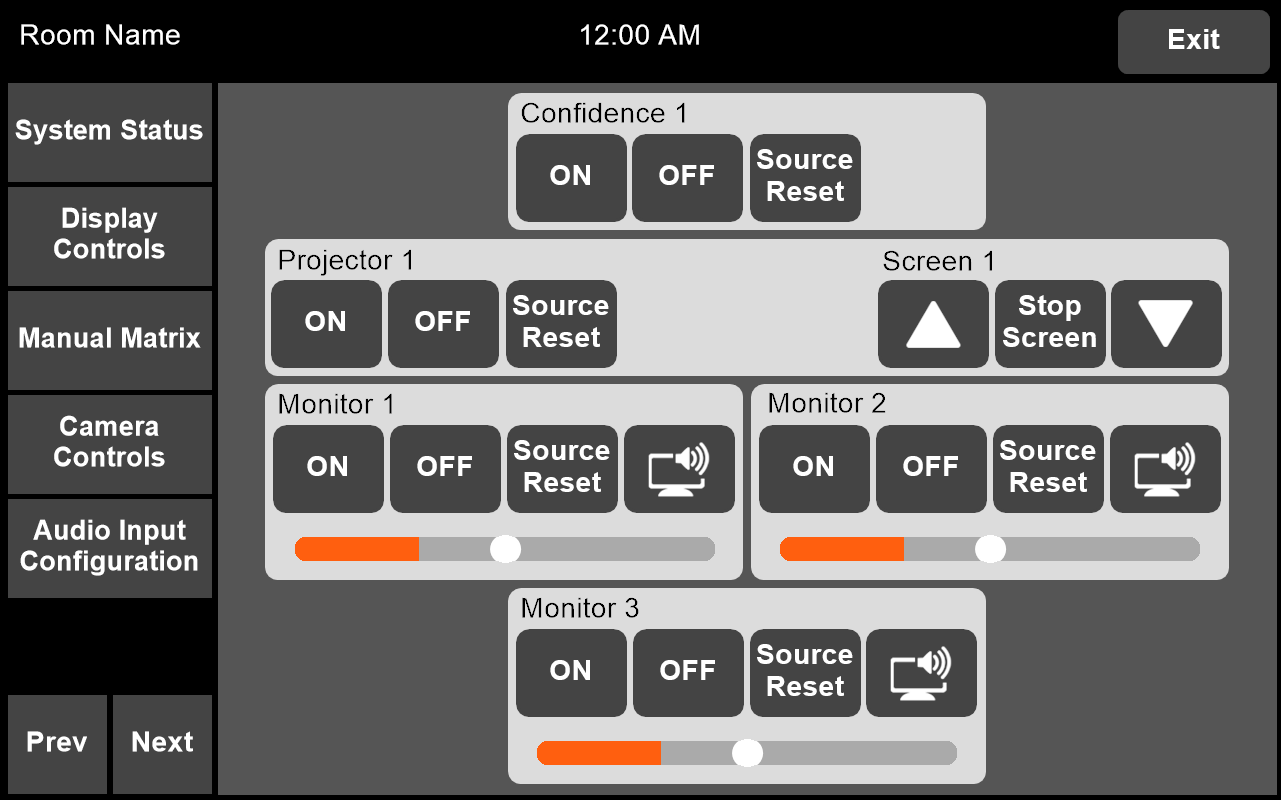 Room Name
12:00 AM
Exit
System Status
Display
Controls
Manual Matrix
Camera
Controls
Audio Input
Configuration
Prev
Next
Confidence 1
ON
OFF
Source
Reset
Projector 1
ON
OFF
Source
Reset
Screen 1
Stop
Screen
Monitor 1
ON
OFF
Source
Reset
Monitor 2
ON
OFF
Source
Reset
Monitor 3
ON
OFF
Source
Reset